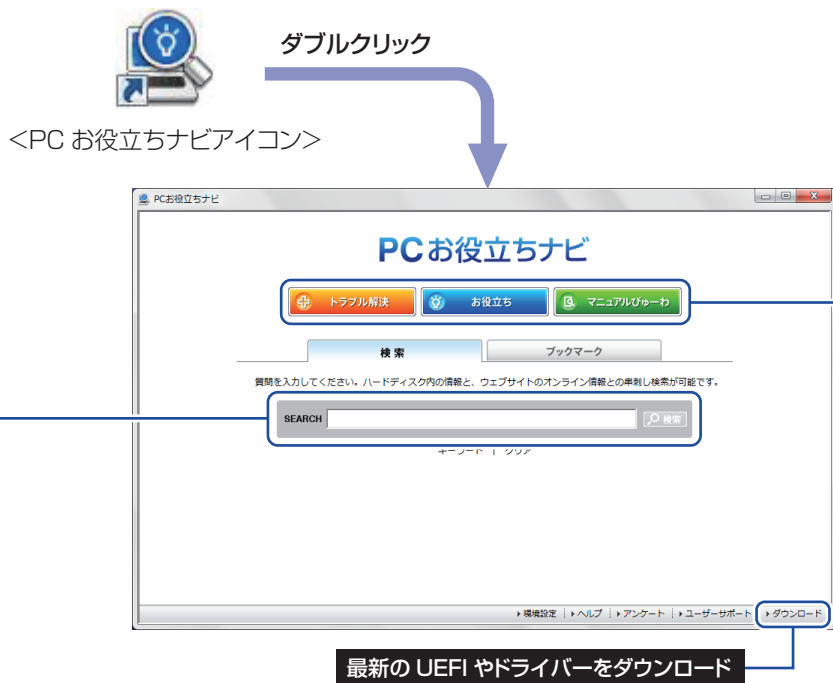 ダブルクリック
<PC お役立ちナビアイコン>
PCお役立ちナビ
PCお役立ちナビ
トラブル解決 お役立ち マニュアルびゅーわ
検索 ブックマーク
質問を入力してください。ハードディスク内の情報と、ウェブサイトのオンライン情報との串刺し検索が可能です。
SEARCH 検索
キーワード | クリア
環境設定 ヘルプ アンケート ユーザーサポート ダウンロード
最新の UEFI やドライバーをダウンロード